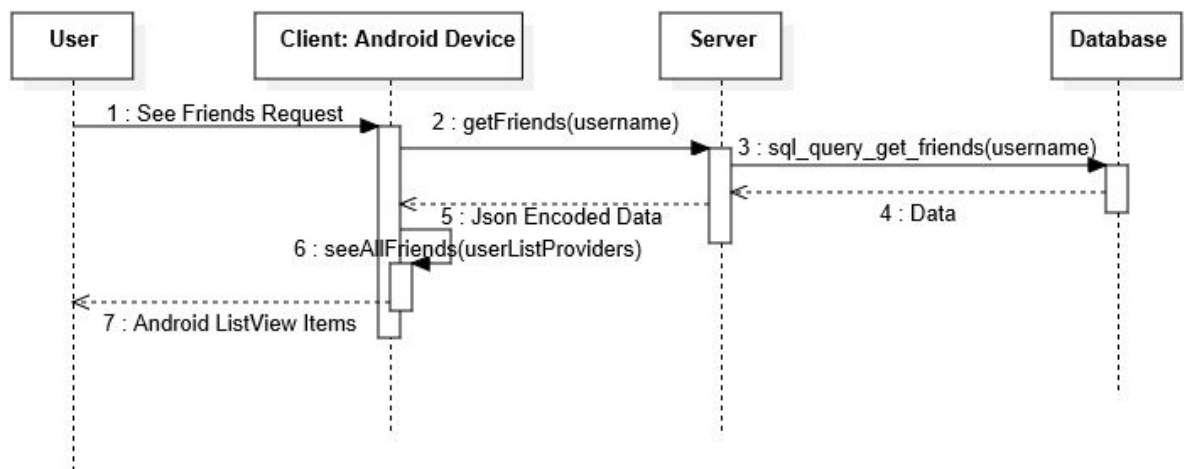 User
Client: Android Device
Server
Database
1 : See Friends Request
2 : getFriends(username)
3 : sql_query_get_friends(username)
4 : Data
5 : Json Encoded Data
6 : seeAllFriends(userListProviders)
7 : Android ListView Items